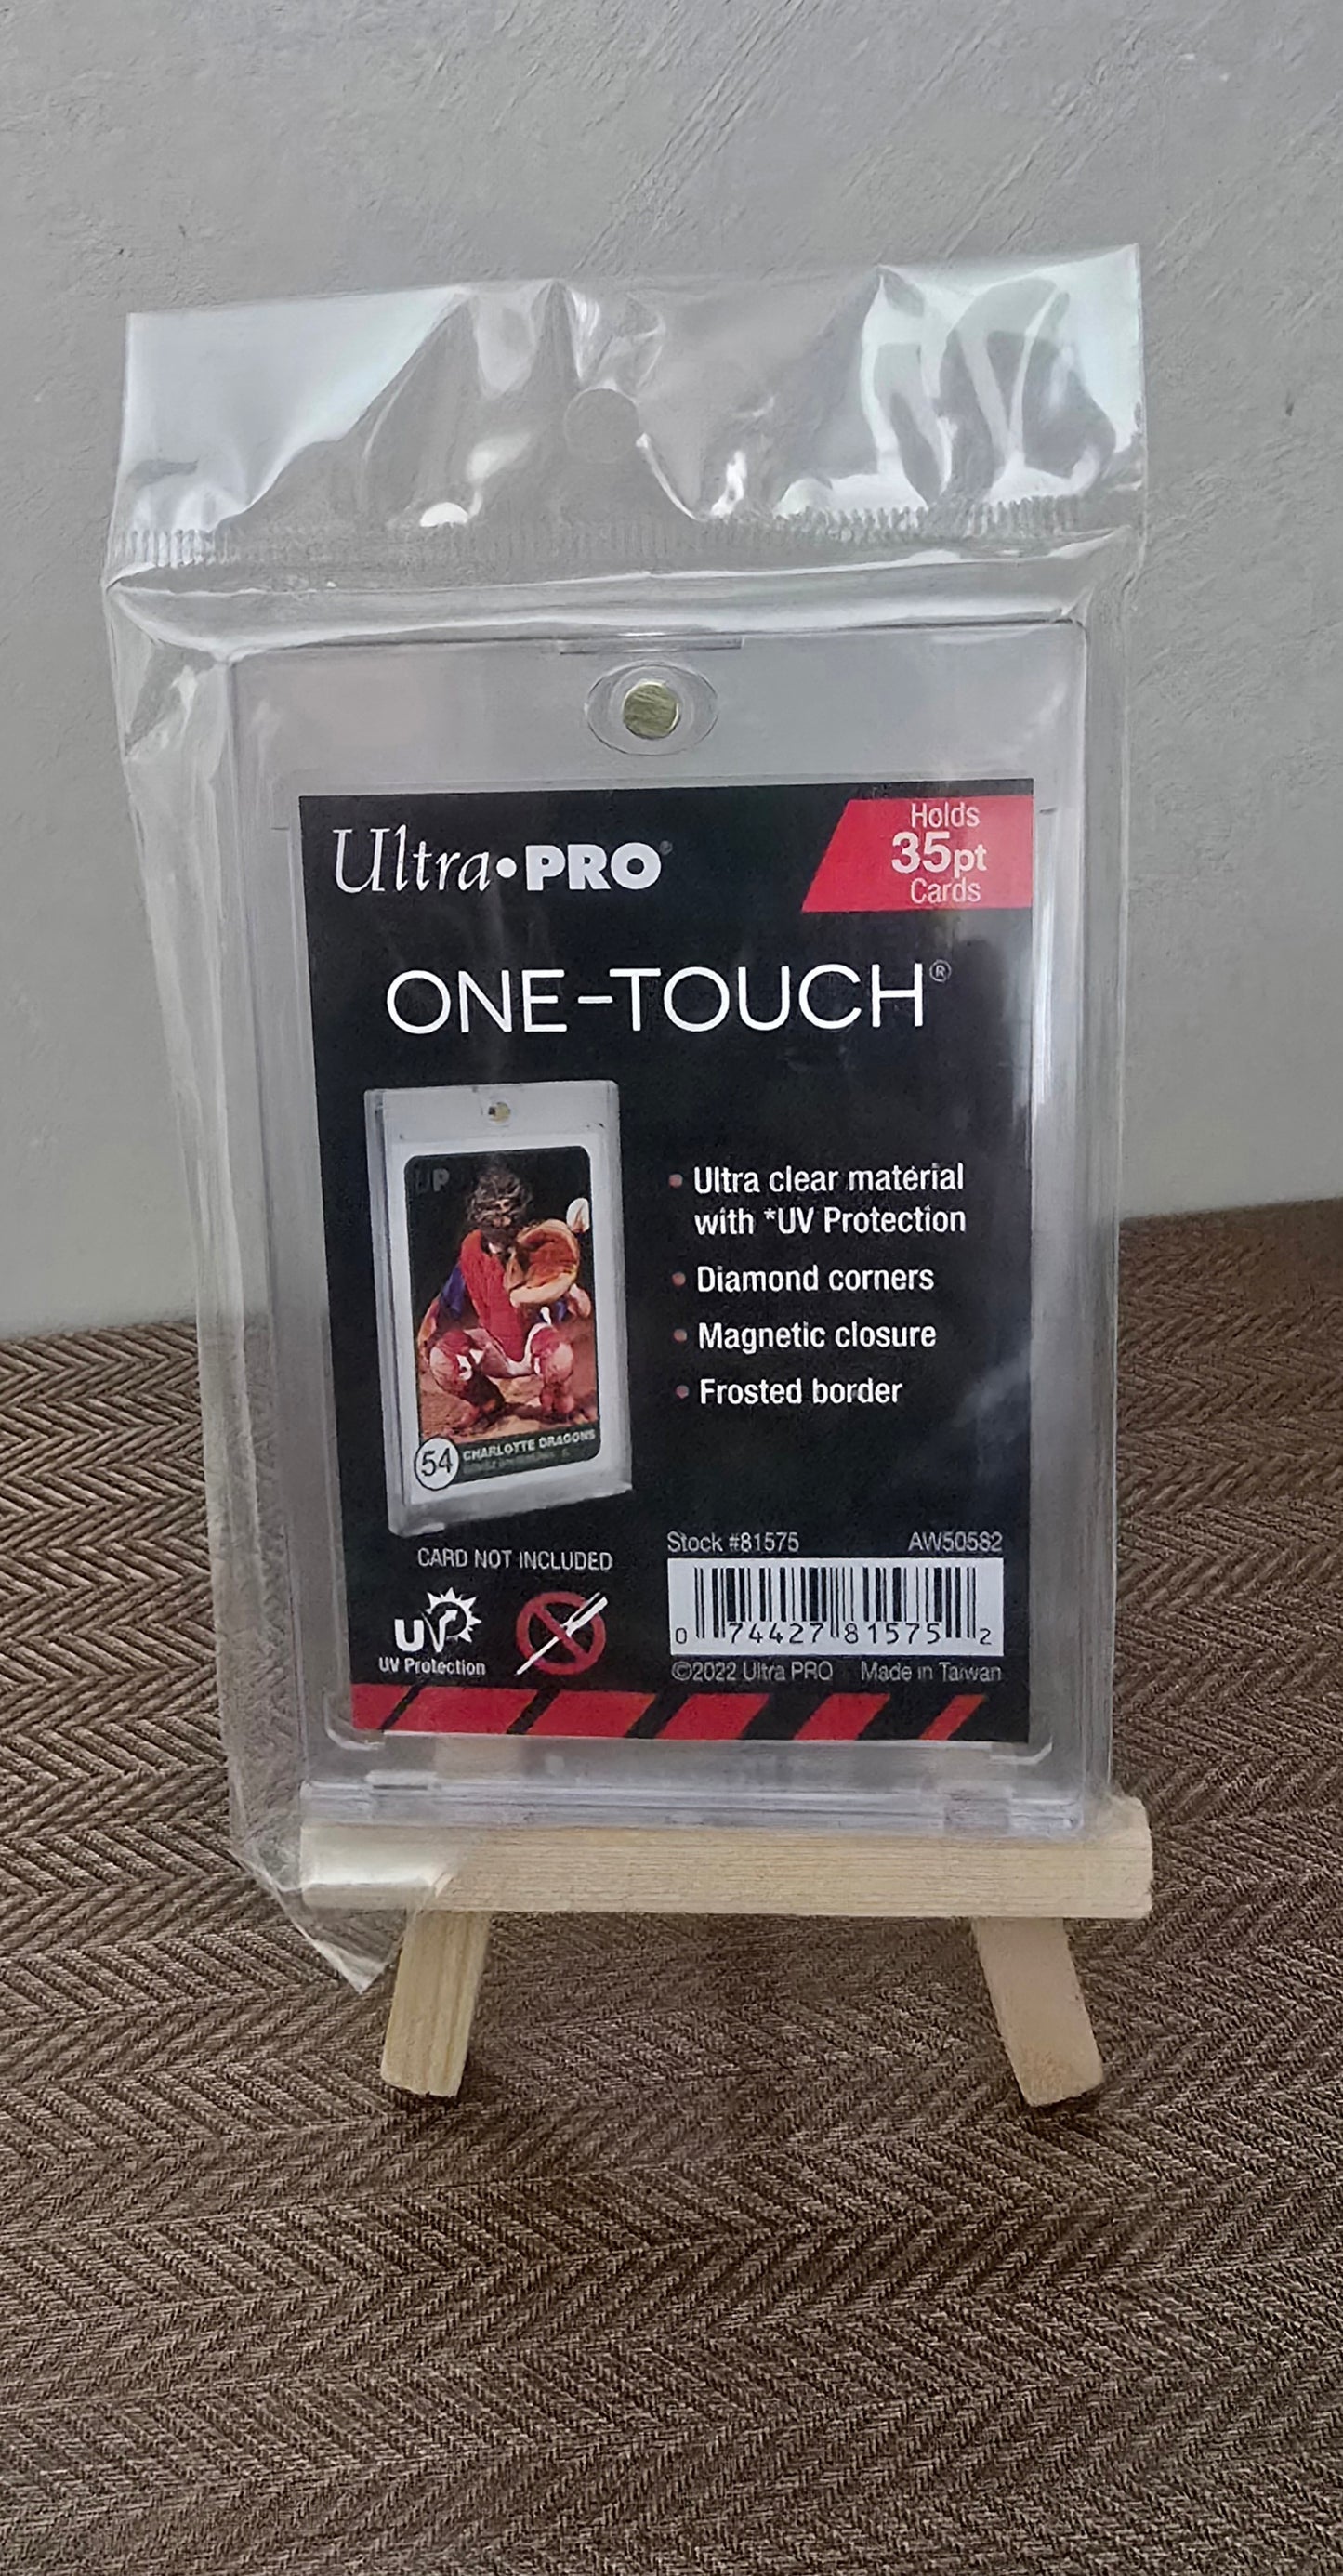 Ultra•PRO®
Holds
35pt
Cards
ONE-TOUCH®
• Ultra clear material
with *UV Protection
• Diamond corners
• Magnetic closure
• Frosted border
UP
54 CHARLOTTE DRAGONS
CARD NOT INCLUDED
UV
UV Protection
Stock #81575 AW50582
0 74427 81575 2
©2022 Ultra PRO Made in Taiwan